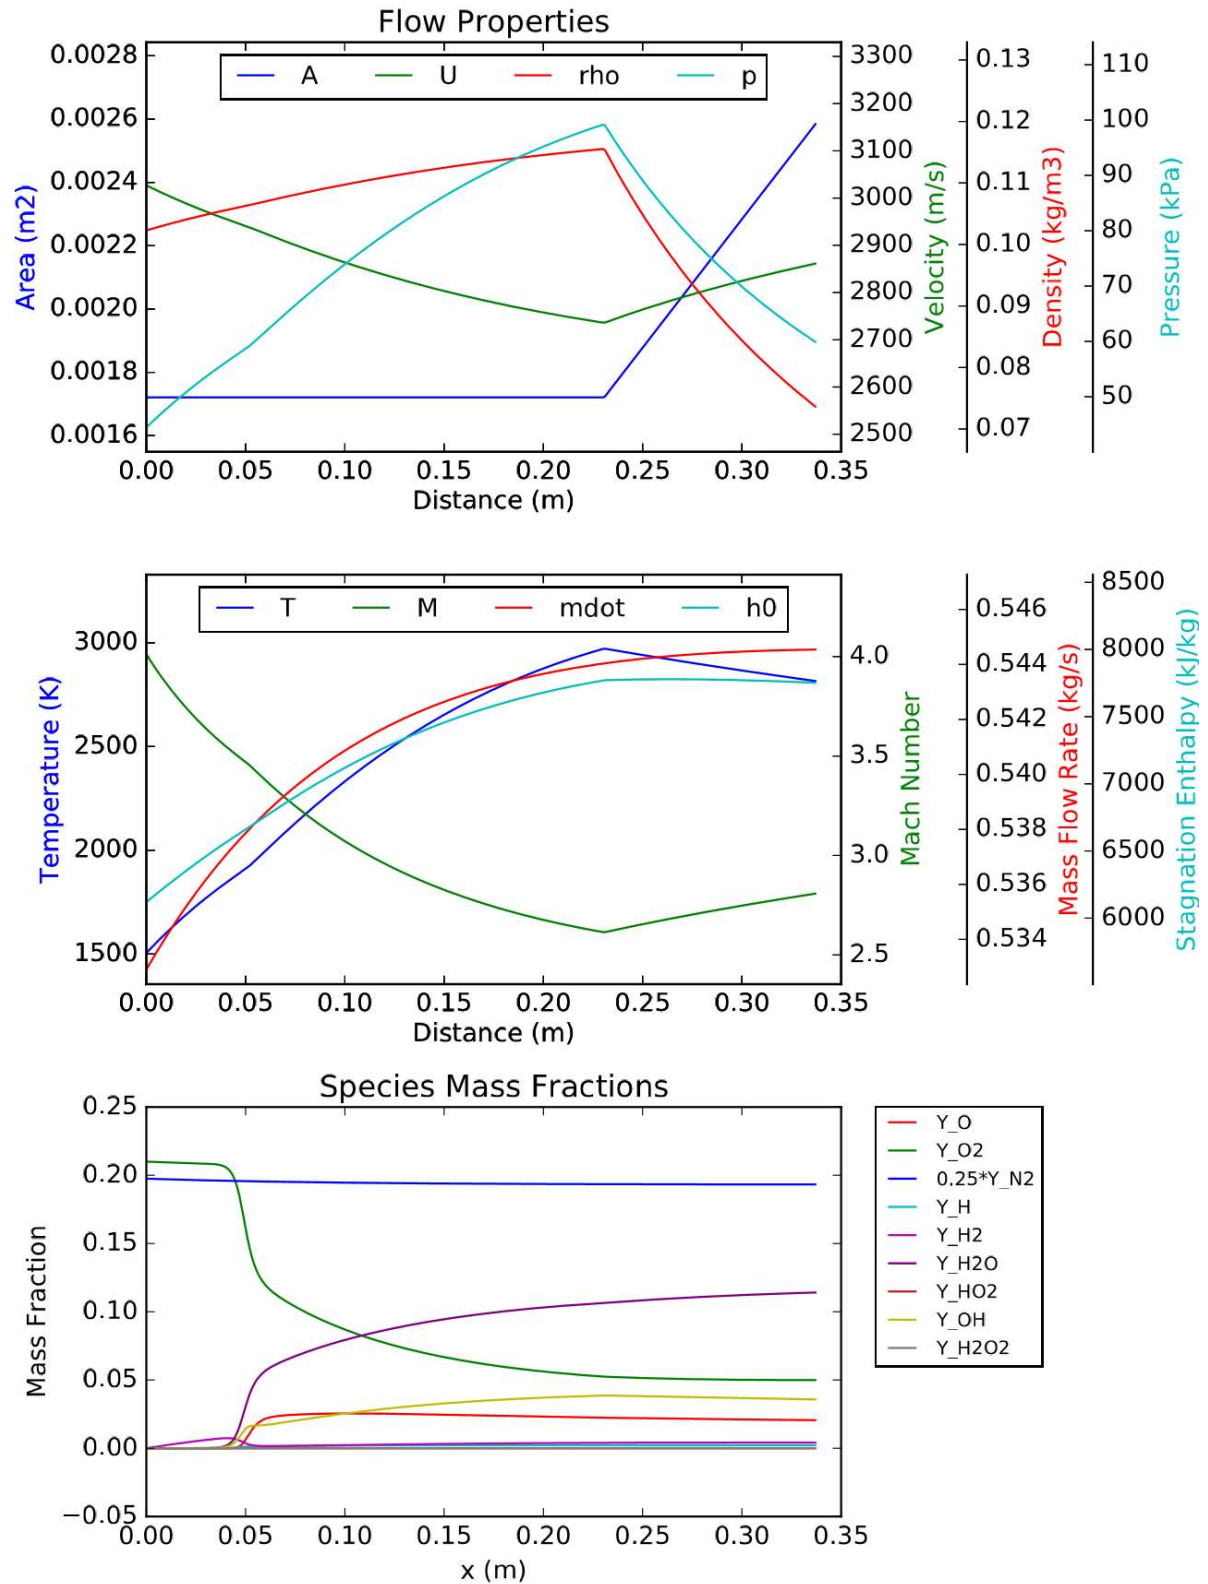 Flow Properties
A U rho p
0.0028
0.0026
0.0024
0.0022
0.0020
0.0018
0.0016
Area (m2)
3300
3200
3100
3000
2900
2800
2700
2600
2500
Velocity (m/s)
0.13
0.12
0.11
0.10
0.09
0.08
0.07
Density (kg/m3)
110
100
90
80
70
60
50
Pressure (kPa)
0.00 0.05 0.10 0.15 0.20 0.25 0.30 0.35
Distance (m)
T M mdot h0
3000
2500
2000
1500
Temperature (K)
4.0
3.5
3.0
2.5
Mach Number
0.546
0.544
0.542
0.540
0.538
0.536
0.534
Mass Flow Rate (kg/s)
8500
8000
7500
7000
6500
6000
Stagnation Enthalpy (kJ/kg)
0.00 0.05 0.10 0.15 0.20 0.25 0.30 0.35
Distance (m)
Species Mass Fractions
0.25
0.20
0.15
0.10
0.05
0.00
−0.05
Mass Fraction
0.00 0.05 0.10 0.15 0.20 0.25 0.30 0.35
x (m)
Y_O
Y_O2
0.25*Y_N2
Y_H
Y_H2
Y_H2O
Y_HO2
Y_OH
Y_H2O2